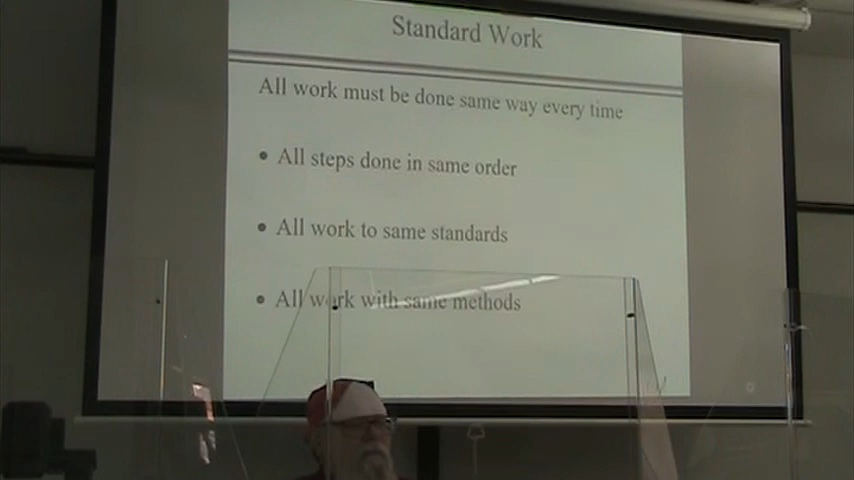 Standard Work
All work must be done same way every time
• All steps done in same order
• All work to same standards
• All work with same methods